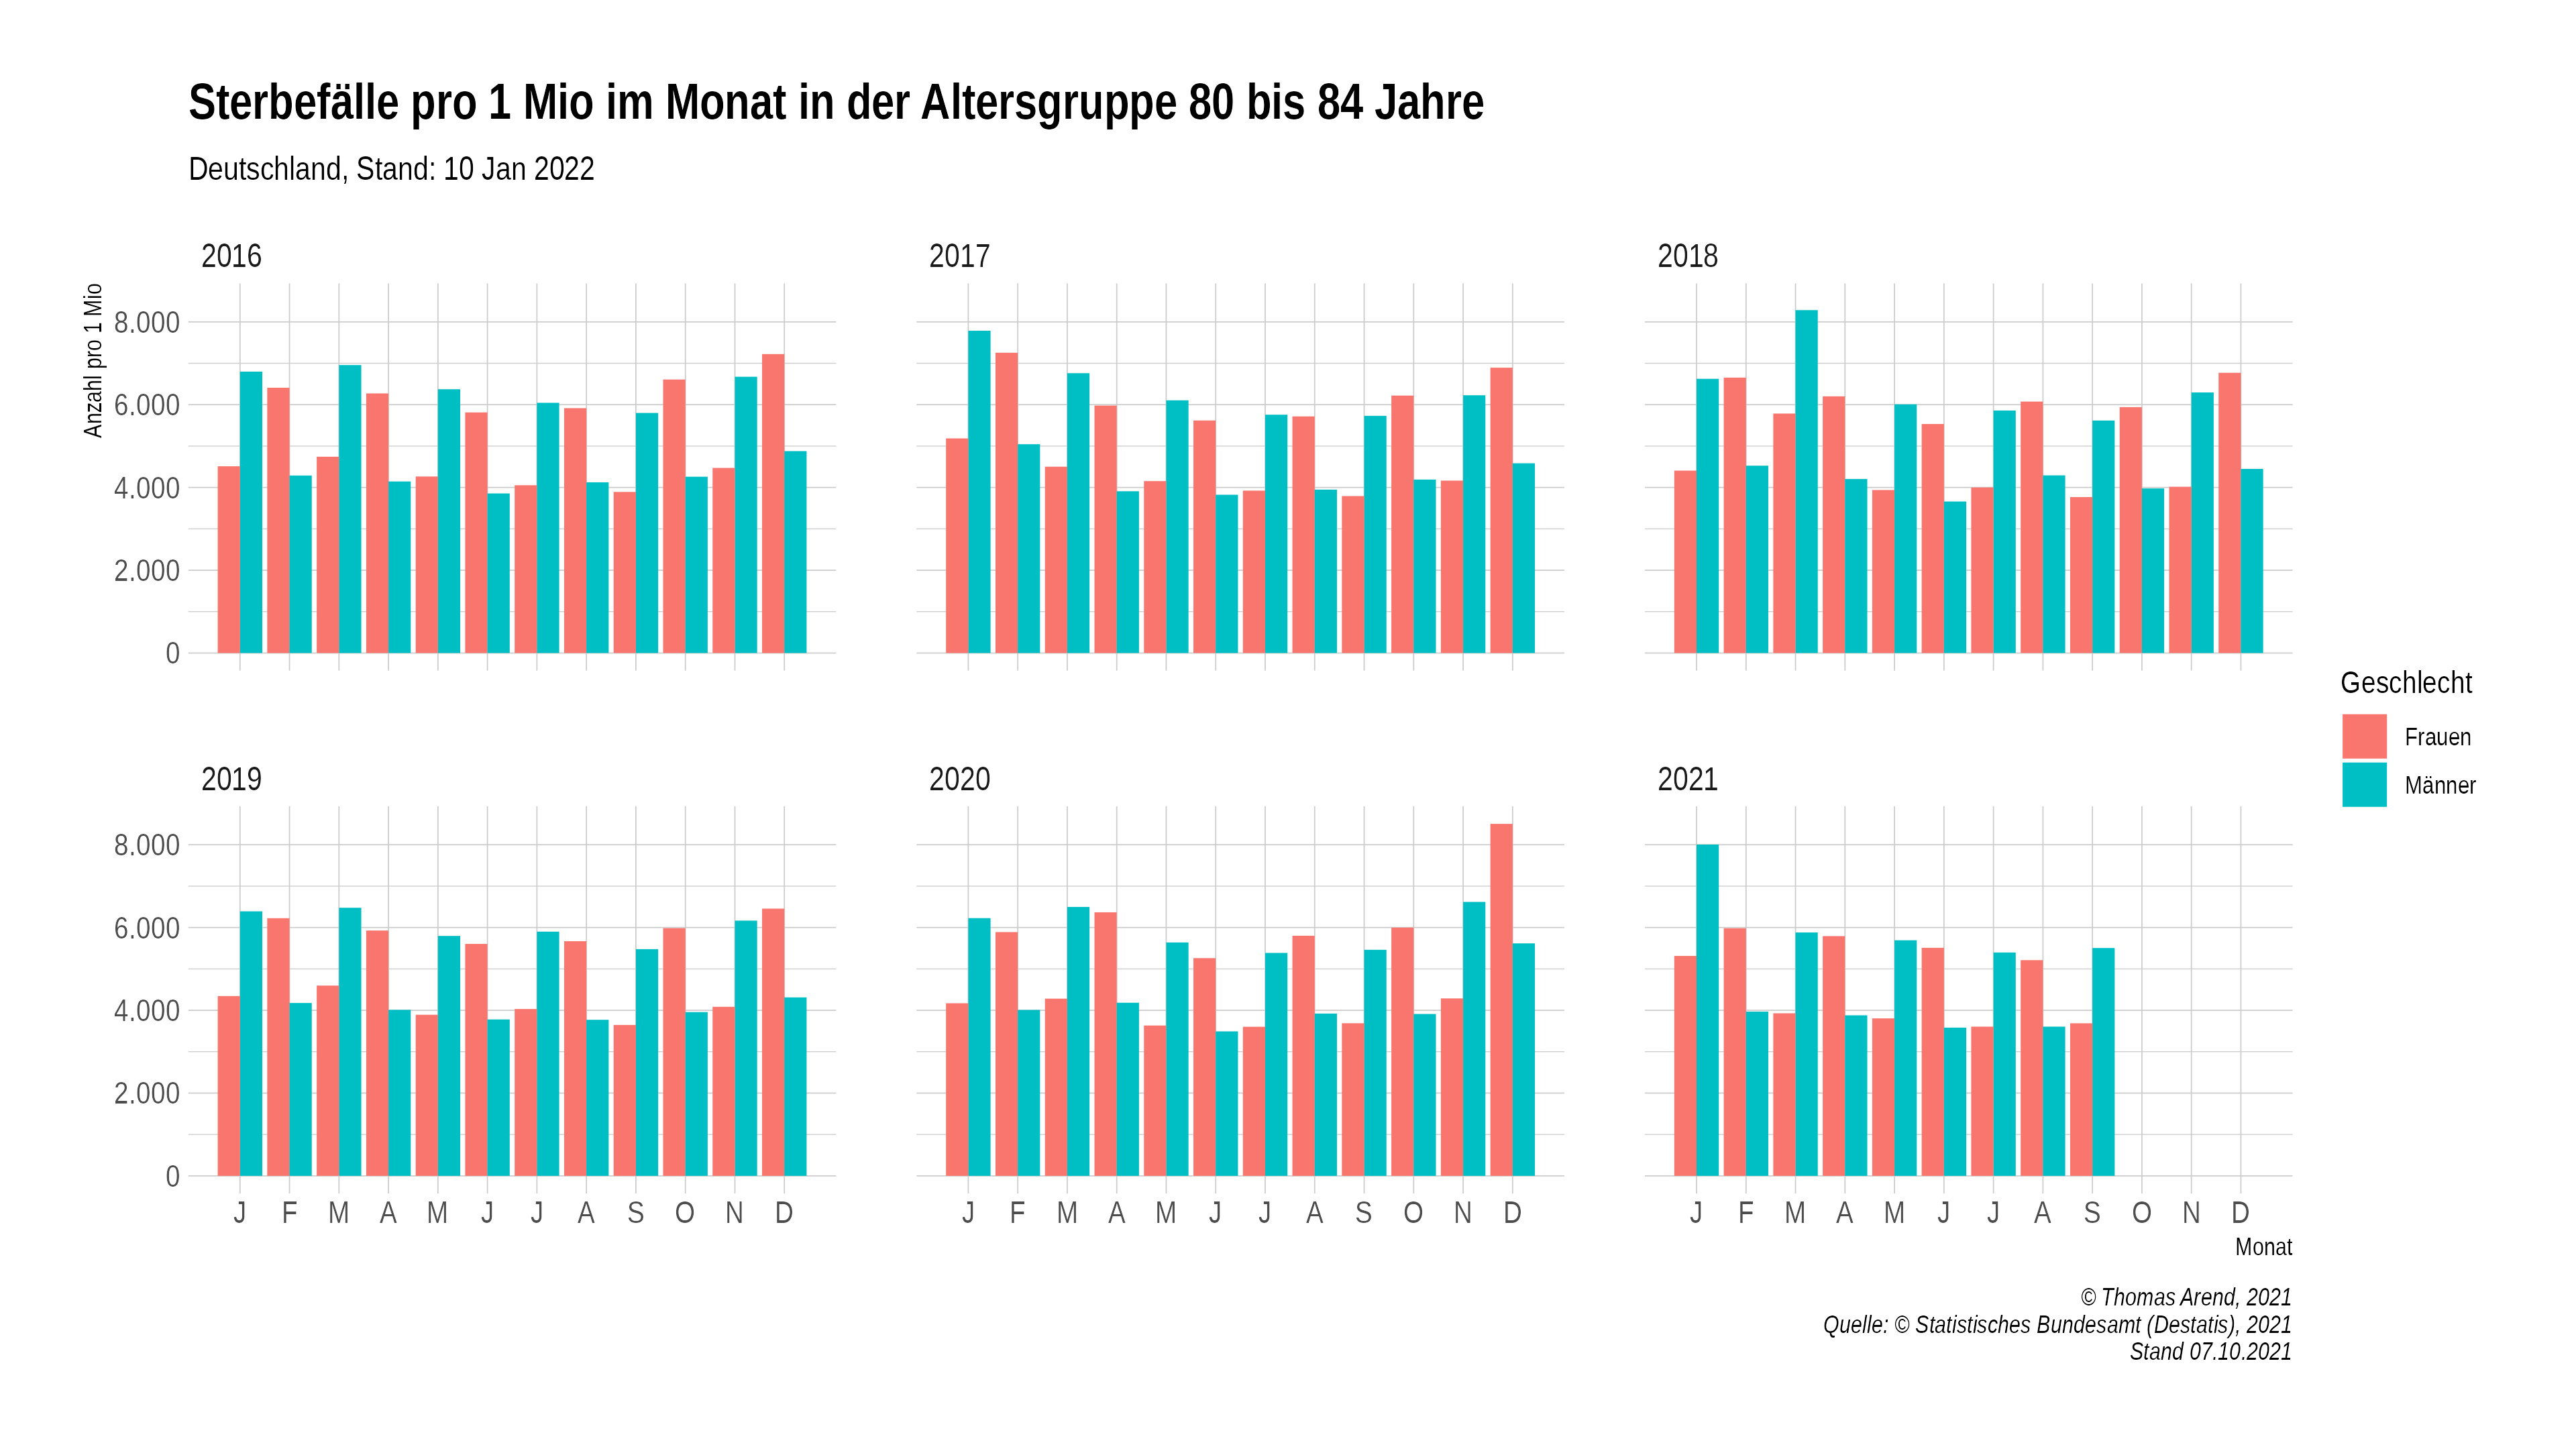 Sterbefälle pro 1 Mio im Monat in der Altersgruppe 80 bis 84 Jahre
Deutschland, Stand: 10 Jan 2022
2016
2017
2018
Anzahl pro 1 Mio
8.000
6.000
4.000
2.000
0
Geschlecht
Frauen
Männer
2019
2020
2021
8.000
6.000
4.000
2.000
0
J F M A M J J A S O N D
J F M A M J J A S O N D
J F M A M J J A S O N D
Monat
© Thomas Arend, 2021
Quelle: © Statistisches Bundesamt (Destatis), 2021
Stand 07.10.2021